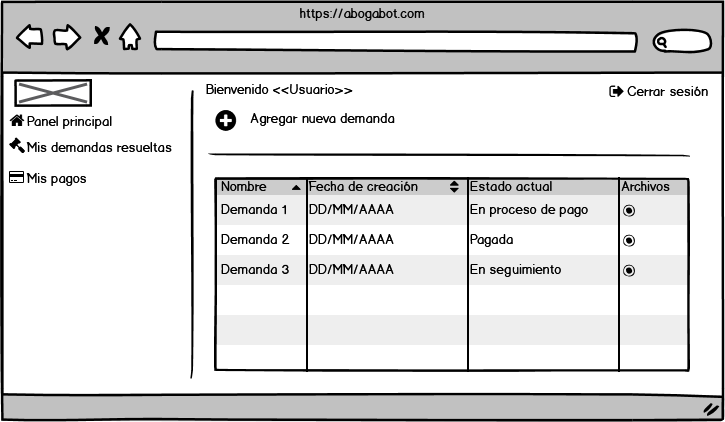 https://abogabot.com
Bienvenido <<Usuario>>
Cerrar sesión
Panel principal
Mis demandas resueltas
Mis pagos
Agregar nueva demanda
Nombre Fecha de creación Estado actual Archivos
Demanda 1 DD/MM/AAAA En proceso de pago
Demanda 2 DD/MM/AAAA Pagada
Demanda 3 DD/MM/AAAA En seguimiento